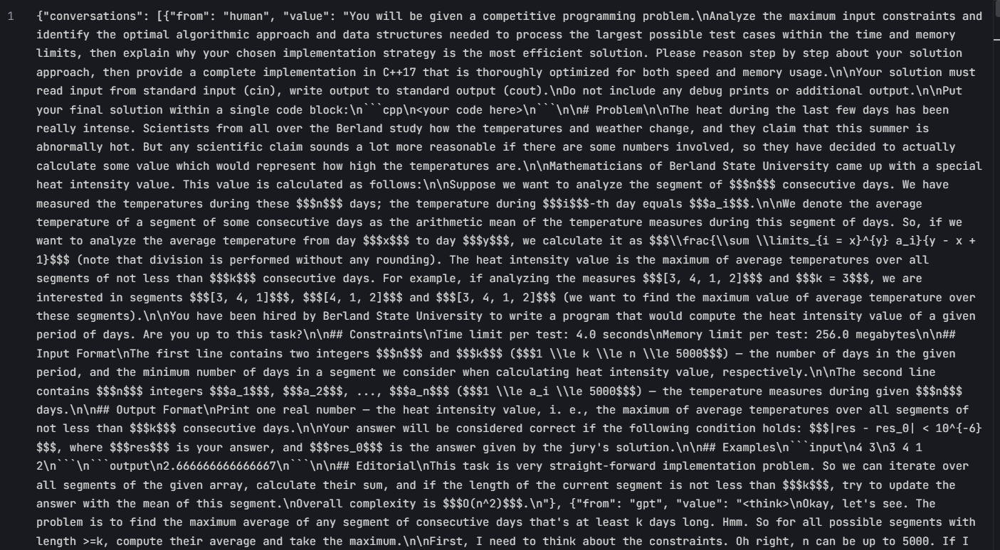 1 {"conversations": [{"from": "human", "value": "You will be given a competitive programming problem.\nAnalyze the maximum input constraints and
identify the optimal algorithmic approach and data structures needed to process the largest possible test cases within the time and memory
limits, then explain why your chosen implementation strategy is the most efficient solution. Please reason step by step about your solution
approach, then provide a complete implementation in C++17 that is thoroughly optimized for both speed and memory usage.\n\nYour solution must
read input from standard input (cin), write output to standard output (cout).\nDo not include any debug prints or additional output.\n\nPut
your final solution within a single code block:\n```cpp\n<your code here>\n```\n\n# Problem\n\nThe heat during the last few days has been
really intense. Scientists from all over the Berland study how the temperatures and weather change, and they claim that this summer is
abnormally hot. But any scientific claim sounds a lot more reasonable if there are some numbers involved, so they have decided to actually
calculate some value which would represent how high the temperatures are.\n\nMathematicians of Berland State University came up with a special
heat intensity value. This value is calculated as follows:\n\nSuppose we want to analyze the segment of $$$n$$$ consecutive days. We have
measured the temperatures during these $$$n$$$ days; the temperature during $$$i$$$-th day equals $$$a_i$$$.\n\nWe denote the average
temperature of a segment of some consecutive days as the arithmetic mean of the temperature measures during this segment of days. So, if we
want to analyze the average temperature from day $$$x$$$ to day $$$y$$$, we calculate it as $$$\\frac{\\sum \\limits_{i = x}^{y} a_i}{y - x +
1}$$$ (note that division is performed without any rounding). The heat intensity value is the maximum of average temperatures over all
segments of not less than $$$k$$$ consecutive days. For example, if analyzing the measures $$$[3, 4, 1, 2]$$$ and $$$k = 3$$$, we are
interested in segments $$$[3, 4, 1]$$$, $$$[4, 1, 2]$$$ and $$$[3, 4, 1, 2]$$$ (we want to find the maximum value of average temperature over
these segments).\n\nYou have been hired by Berland State University to write a program that would compute the heat intensity value of a given
period of days. Are you up to this task?\n\n## Constraints\nTime limit per test: 4.0 seconds\nMemory limit per test: 256.0 megabytes\n\n##
Input Format\nThe first line contains two integers $$$n$$$ and $$$k$$$ ($$$1 \\le k \\le n \\le 5000$$$) — the number of days in the given
period, and the minimum number of days in a segment we consider when calculating heat intensity value, respectively.\n\nThe second line
contains $$$n$$$ integers $$$a_1$$$, $$$a_2$$$, ..., $$$a_n$$$ ($$$1 \\le a_i \\le 5000$$$) — the temperature measures during given $$$n$$$
days.\n\n## Output Format\nPrint one real number — the heat intensity value, i. e., the maximum of average temperatures over all segments of
not less than $$$k$$$ consecutive days.\n\nYour answer will be considered correct if the following condition holds: $$$|res - res_0| < 10^{-6}
$$$, where $$$res$$$ is your answer, and $$$res_0$$$ is the answer given by the jury's solution.\n\n## Examples\n```input\n4 3\n3 4 1
2\n```\n```output\n2.666666666666667\n```\n\n## Editorial\nThis task is very straight-forward implementation problem. So we can iterate over
all segments of the given array, calculate their sum, and if the length of the current segment is not less than $$$k$$$, try to update the
answer with the mean of this segment.\nOverall complexity is $$$O(n^2)$$$.\n"}, {"from": "gpt", "value": "<think>\nOkay, let's see. The
problem is to find the maximum average of any segment of consecutive days that's at least k days long. Hmm. So for all possible segments with
length >=k, compute their average and take the maximum.\n\nFirst, I need to think about the constraints. Oh right, n can be up to 5000. If I